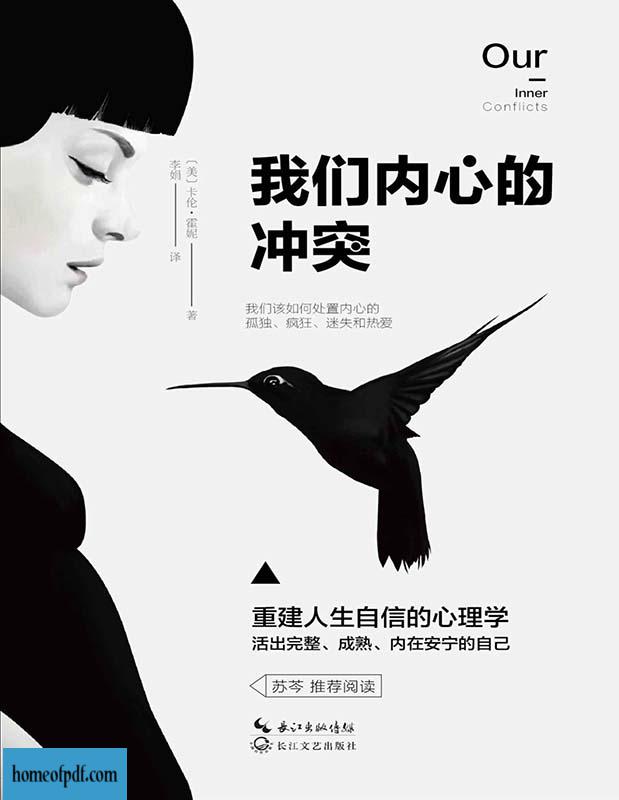 Our
Inner
Conflicts
我们内心的
冲突
[美]卡伦·霍妮 著
李娟 译
我们该如何处置内心的
孤独、疯狂、迷失和热爱
重建人生自信的心理学
活出完整、成熟、内在安宁的自己
苏芩 推荐阅读
长江出版传媒
长江文艺出版社
homeofpdf.com